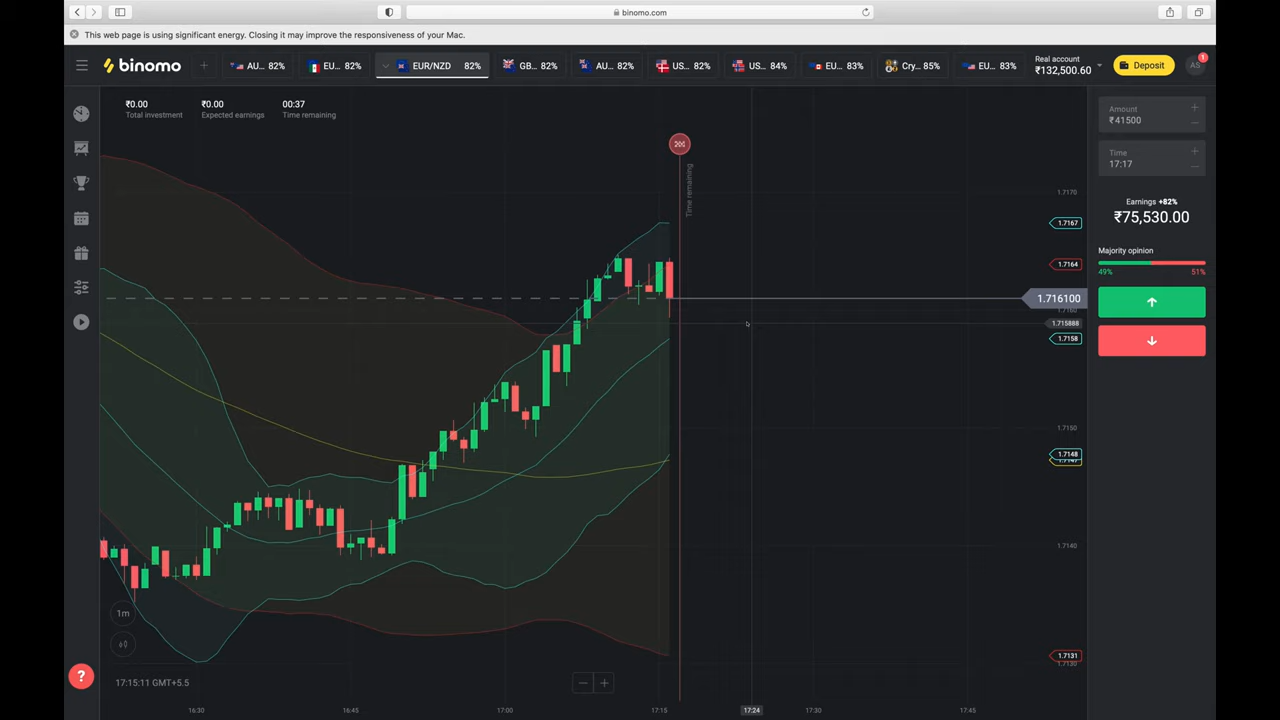 binomo.com
This web page is using significant energy. Closing it may improve the responsiveness of your Mac.
binomo
AU... 82%
EU... 82%
EUR/NZD 82%
GB... 82%
AU... 82%
US... 82%
US... 84%
EU... 83%
Cry... 85%
EU... 83%
Real account
₹132,500.60
Deposit
AS
1
₹0.00
Total investment
₹0.00
Expected earnings
00:37
Time remaining
Time remaining
Amount
₹41500
Time
17:17
Earnings +82%
₹75,530.00
Majority opinion
49% 51%
1.7170
1.7167
1.7164
1.716100
1.7160
1.715888
1.7158
1.7150
1.7148
1.7140
1.7131
1.7130
1m
?
17:15:11 GMT+5.5
16:30 16:45 17:00 17:15 17:24 17:30 17:45